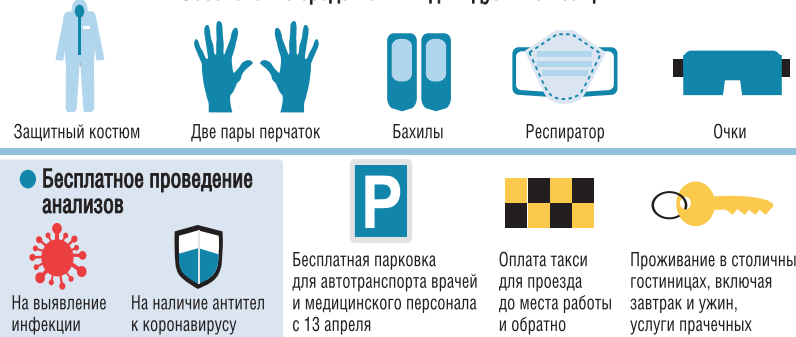 Защитный костюм
Две пары перчаток
Бахилы
Респиратор
Очки
Бесплатное проведение
анализов
На выявление
инфекции
На наличие антител
к коронавирусу
P
Бесплатная парковка
для автотранспорта врачей
и медицинского персонала
с 13 апреля
Оплата такси
для проезда
до места работы
и обратно
Проживание в столичны
гостиницах, включая
завтрак и ужин,
услуги прачечных